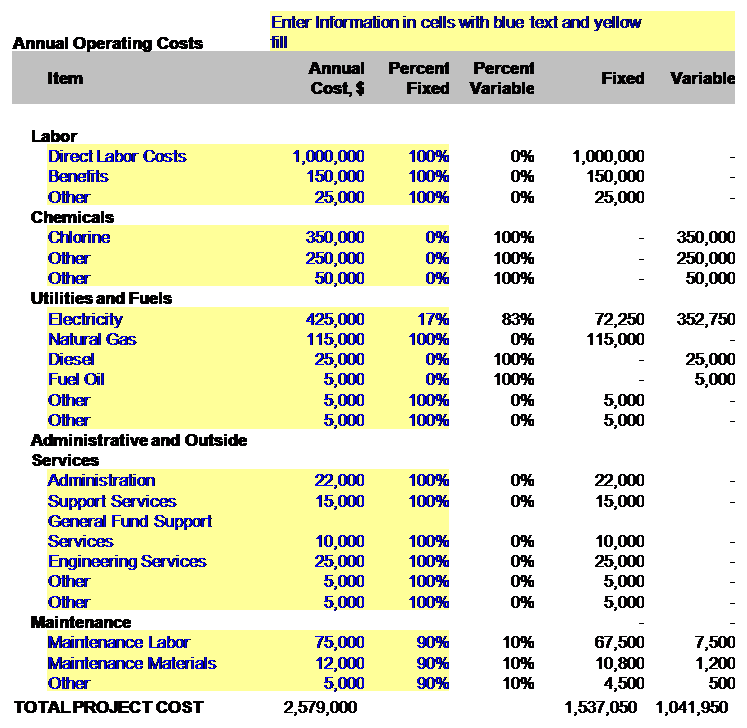 Enter Information in cells with blue text and yellow
Annual Operating Costs fill
Item Annual Cost, $ Percent Fixed Percent Variable Fixed Variable
Labor
Direct Labor Costs 1,000,000 100% 0% 1,000,000 -
Benefits 150,000 100% 0% 150,000 -
Other 25,000 100% 0% 25,000 -
Chemicals
Chlorine 350,000 0% 100% - 350,000
Other 250,000 0% 100% - 250,000
Other 50,000 0% 100% - 50,000
Utilities and Fuels
Electricity 425,000 17% 83% 72,250 352,750
Natural Gas 115,000 100% 0% 115,000 -
Diesel 25,000 0% 100% - 25,000
Fuel Oil 5,000 0% 100% - 5,000
Other 5,000 100% 0% 5,000 -
Other 5,000 100% 0% 5,000 -
Administrative and Outside
Services
Administration 22,000 100% 0% 22,000 -
Support Services 15,000 100% 0% 15,000 -
General Fund Support
Services 10,000 100% 0% 10,000 -
Engineering Services 25,000 100% 0% 25,000 -
Other 5,000 100% 0% 5,000 -
Other 5,000 100% 0% 5,000 -
Maintenance - -
Maintenance Labor 75,000 90% 10% 67,500 7,500
Maintenance Materials 12,000 90% 10% 10,800 1,200
Other 5,000 90% 10% 4,500 500
TOTAL PROJECT COST 2,579,000 1,537,050 1,041,950